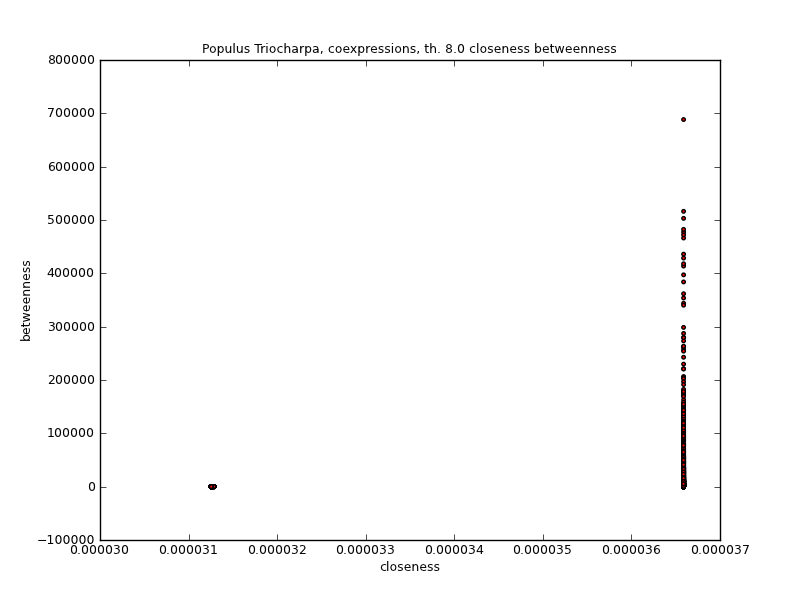 Populus Triocharpa, coexpressions, th. 8.0 closeness betweenness
800000
700000
600000
500000
400000
300000
200000
100000
0
−100000
betweenness
0.000030 0.000031 0.000032 0.000033 0.000034 0.000035 0.000036 0.000037
closeness